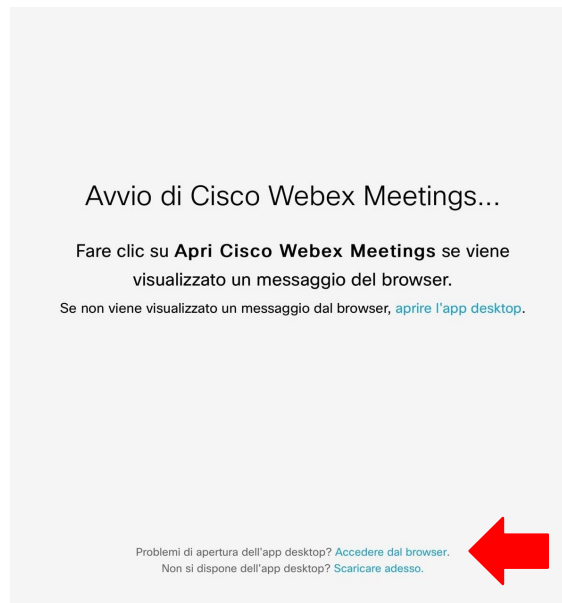 Avvio di Cisco Webex Meetings...
Fare clic su Apri Cisco Webex Meetings se viene
visualizzato un messaggio del browser.
Se non viene visualizzato un messaggio dal browser, aprire l'app desktop.
Problemi di apertura dell'app desktop? Accedere dal browser.
Non si dispone dell'app desktop? Scaricare adesso.